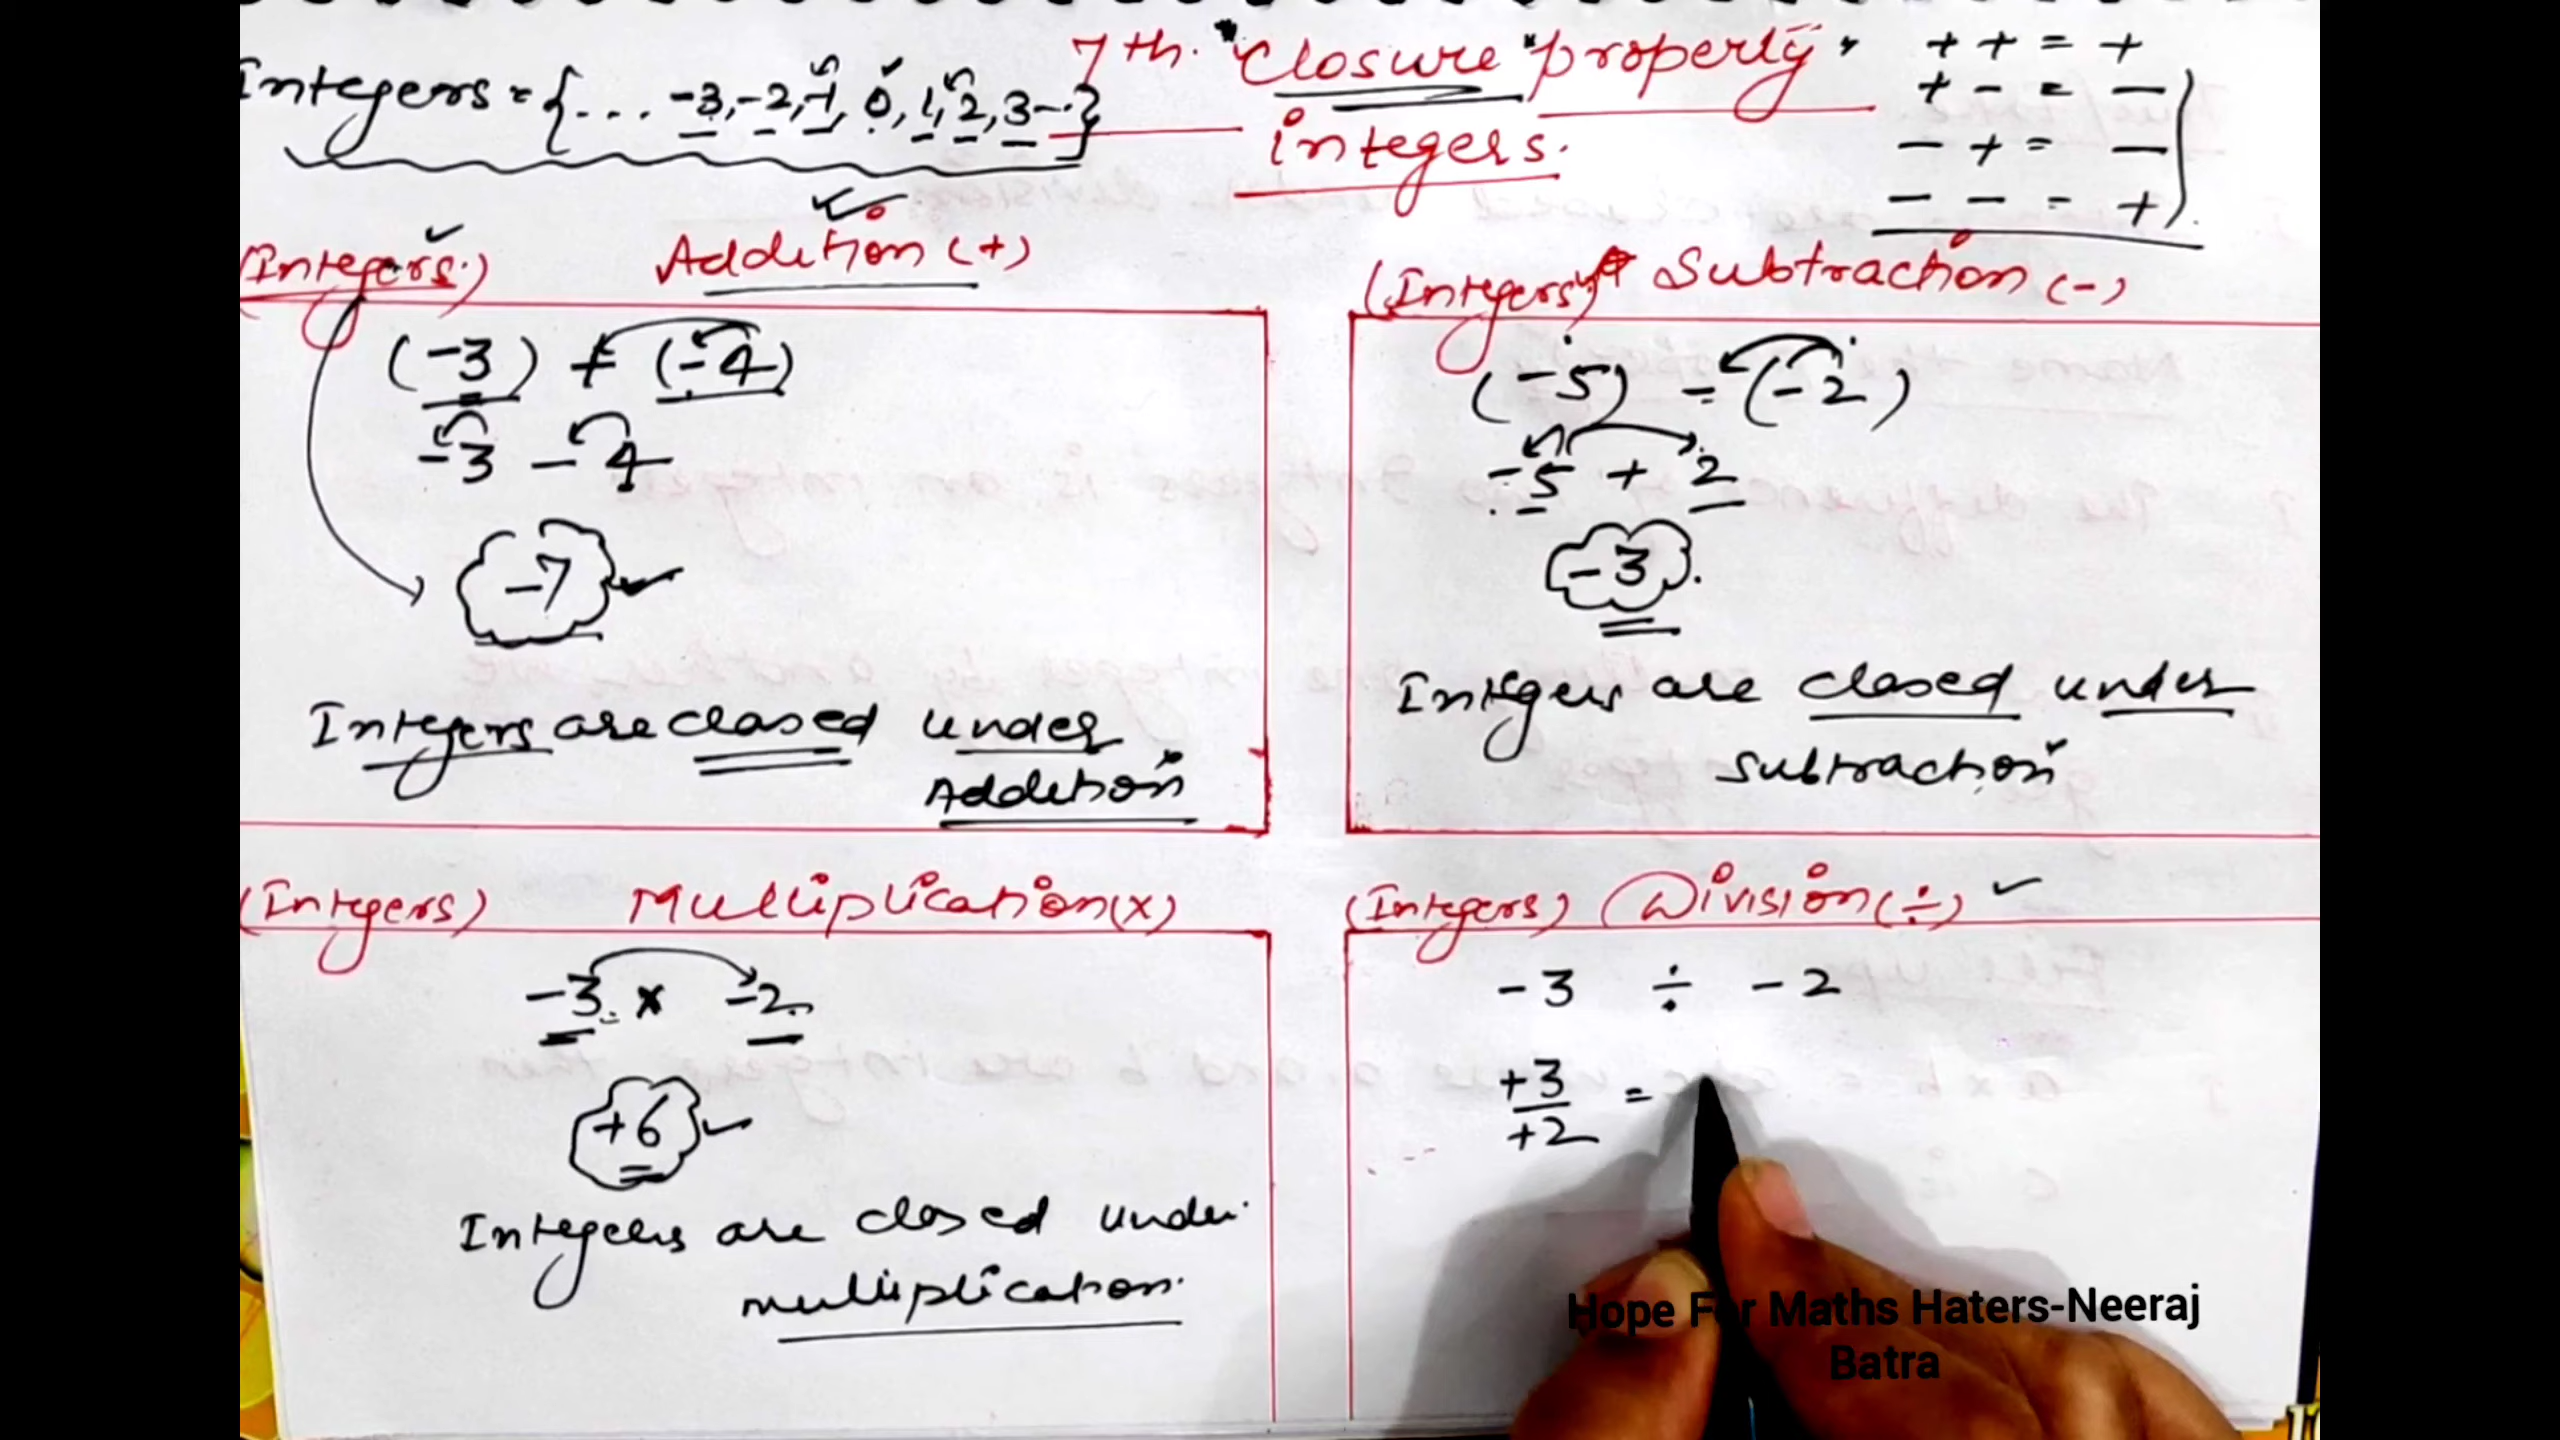 Integers = {... -3, -2, -1, 0, 1, 2, 3 -..}
7th. "Closure" property
integers.
+ + = +
+ - = -
- + = -
- - = +
(Integers) Addition (+)
(-3) + (-4)
-3 - 4
-7
Integers are closed under
Addition
(Integers) Subtraction (-)
(-5) - (-2)
-5 + 2
-3
Integers are closed under
subtraction
(Integers) Multiplication (x)
-3 x -2
+6
Integers are closed under
multiplication.
(Integers) Division (÷)
-3 ÷ -2
+3
+2
=
Hope For Maths Haters-Neeraj
Batra